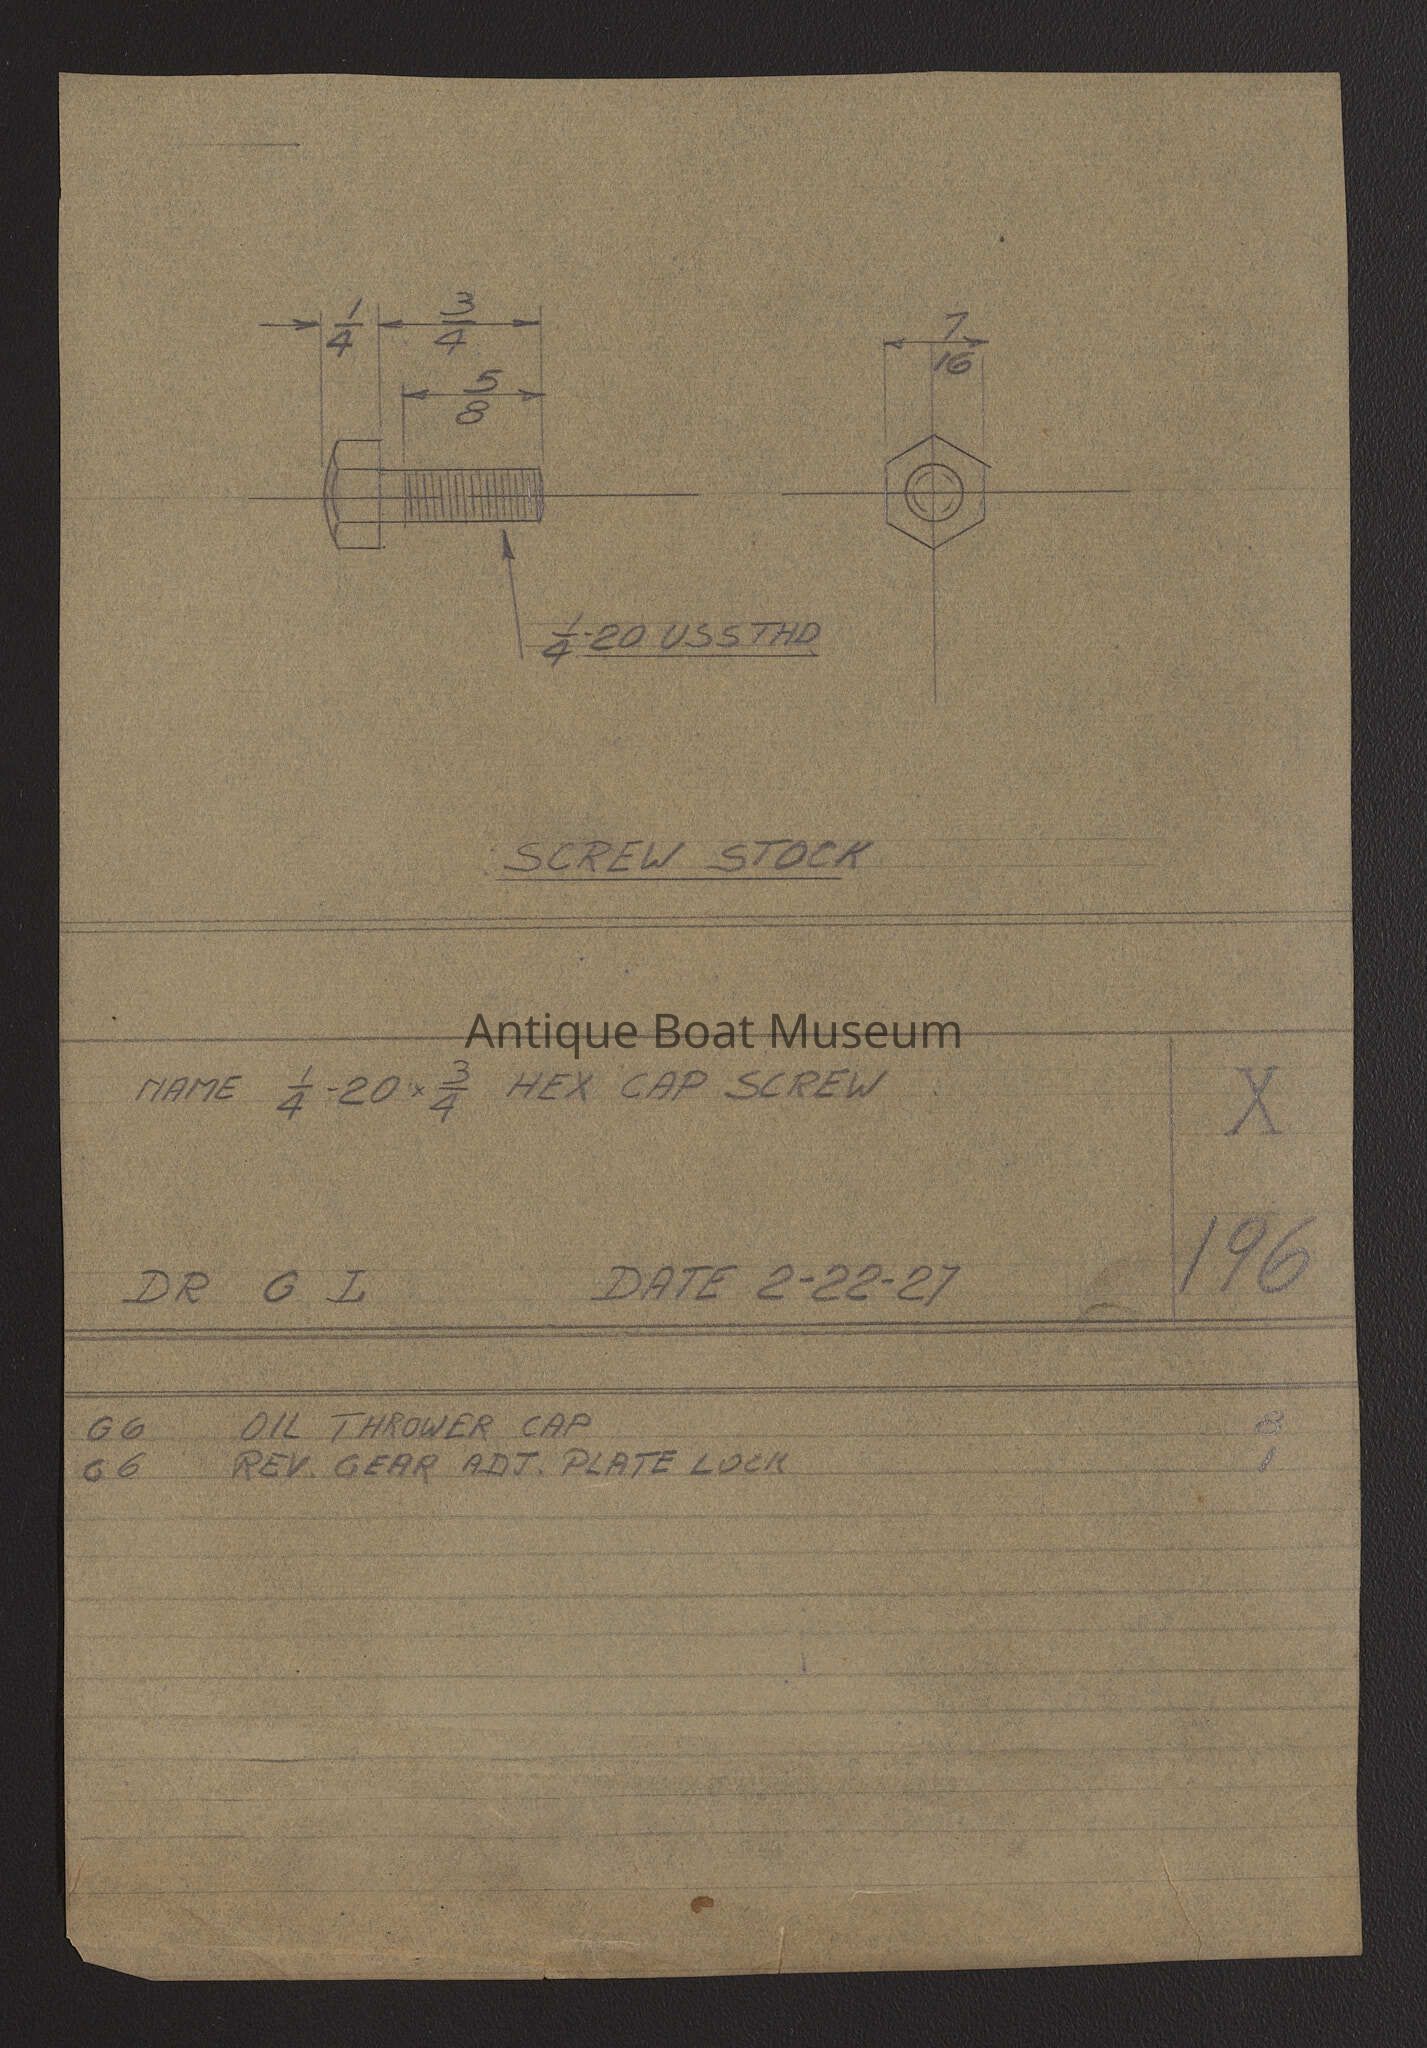 1/4 3/4
5/8
7/16
1/4-20 USS THD
SCREW STOCK
Antique Boat Museum
NAME 1/4-20 x 3/4 HEX CAP SCREW
X
196
DR G L DATE 2-22-27
G6 OIL THROWER CAP 8
G6 REV. GEAR ADJ. PLATE LOCK 1